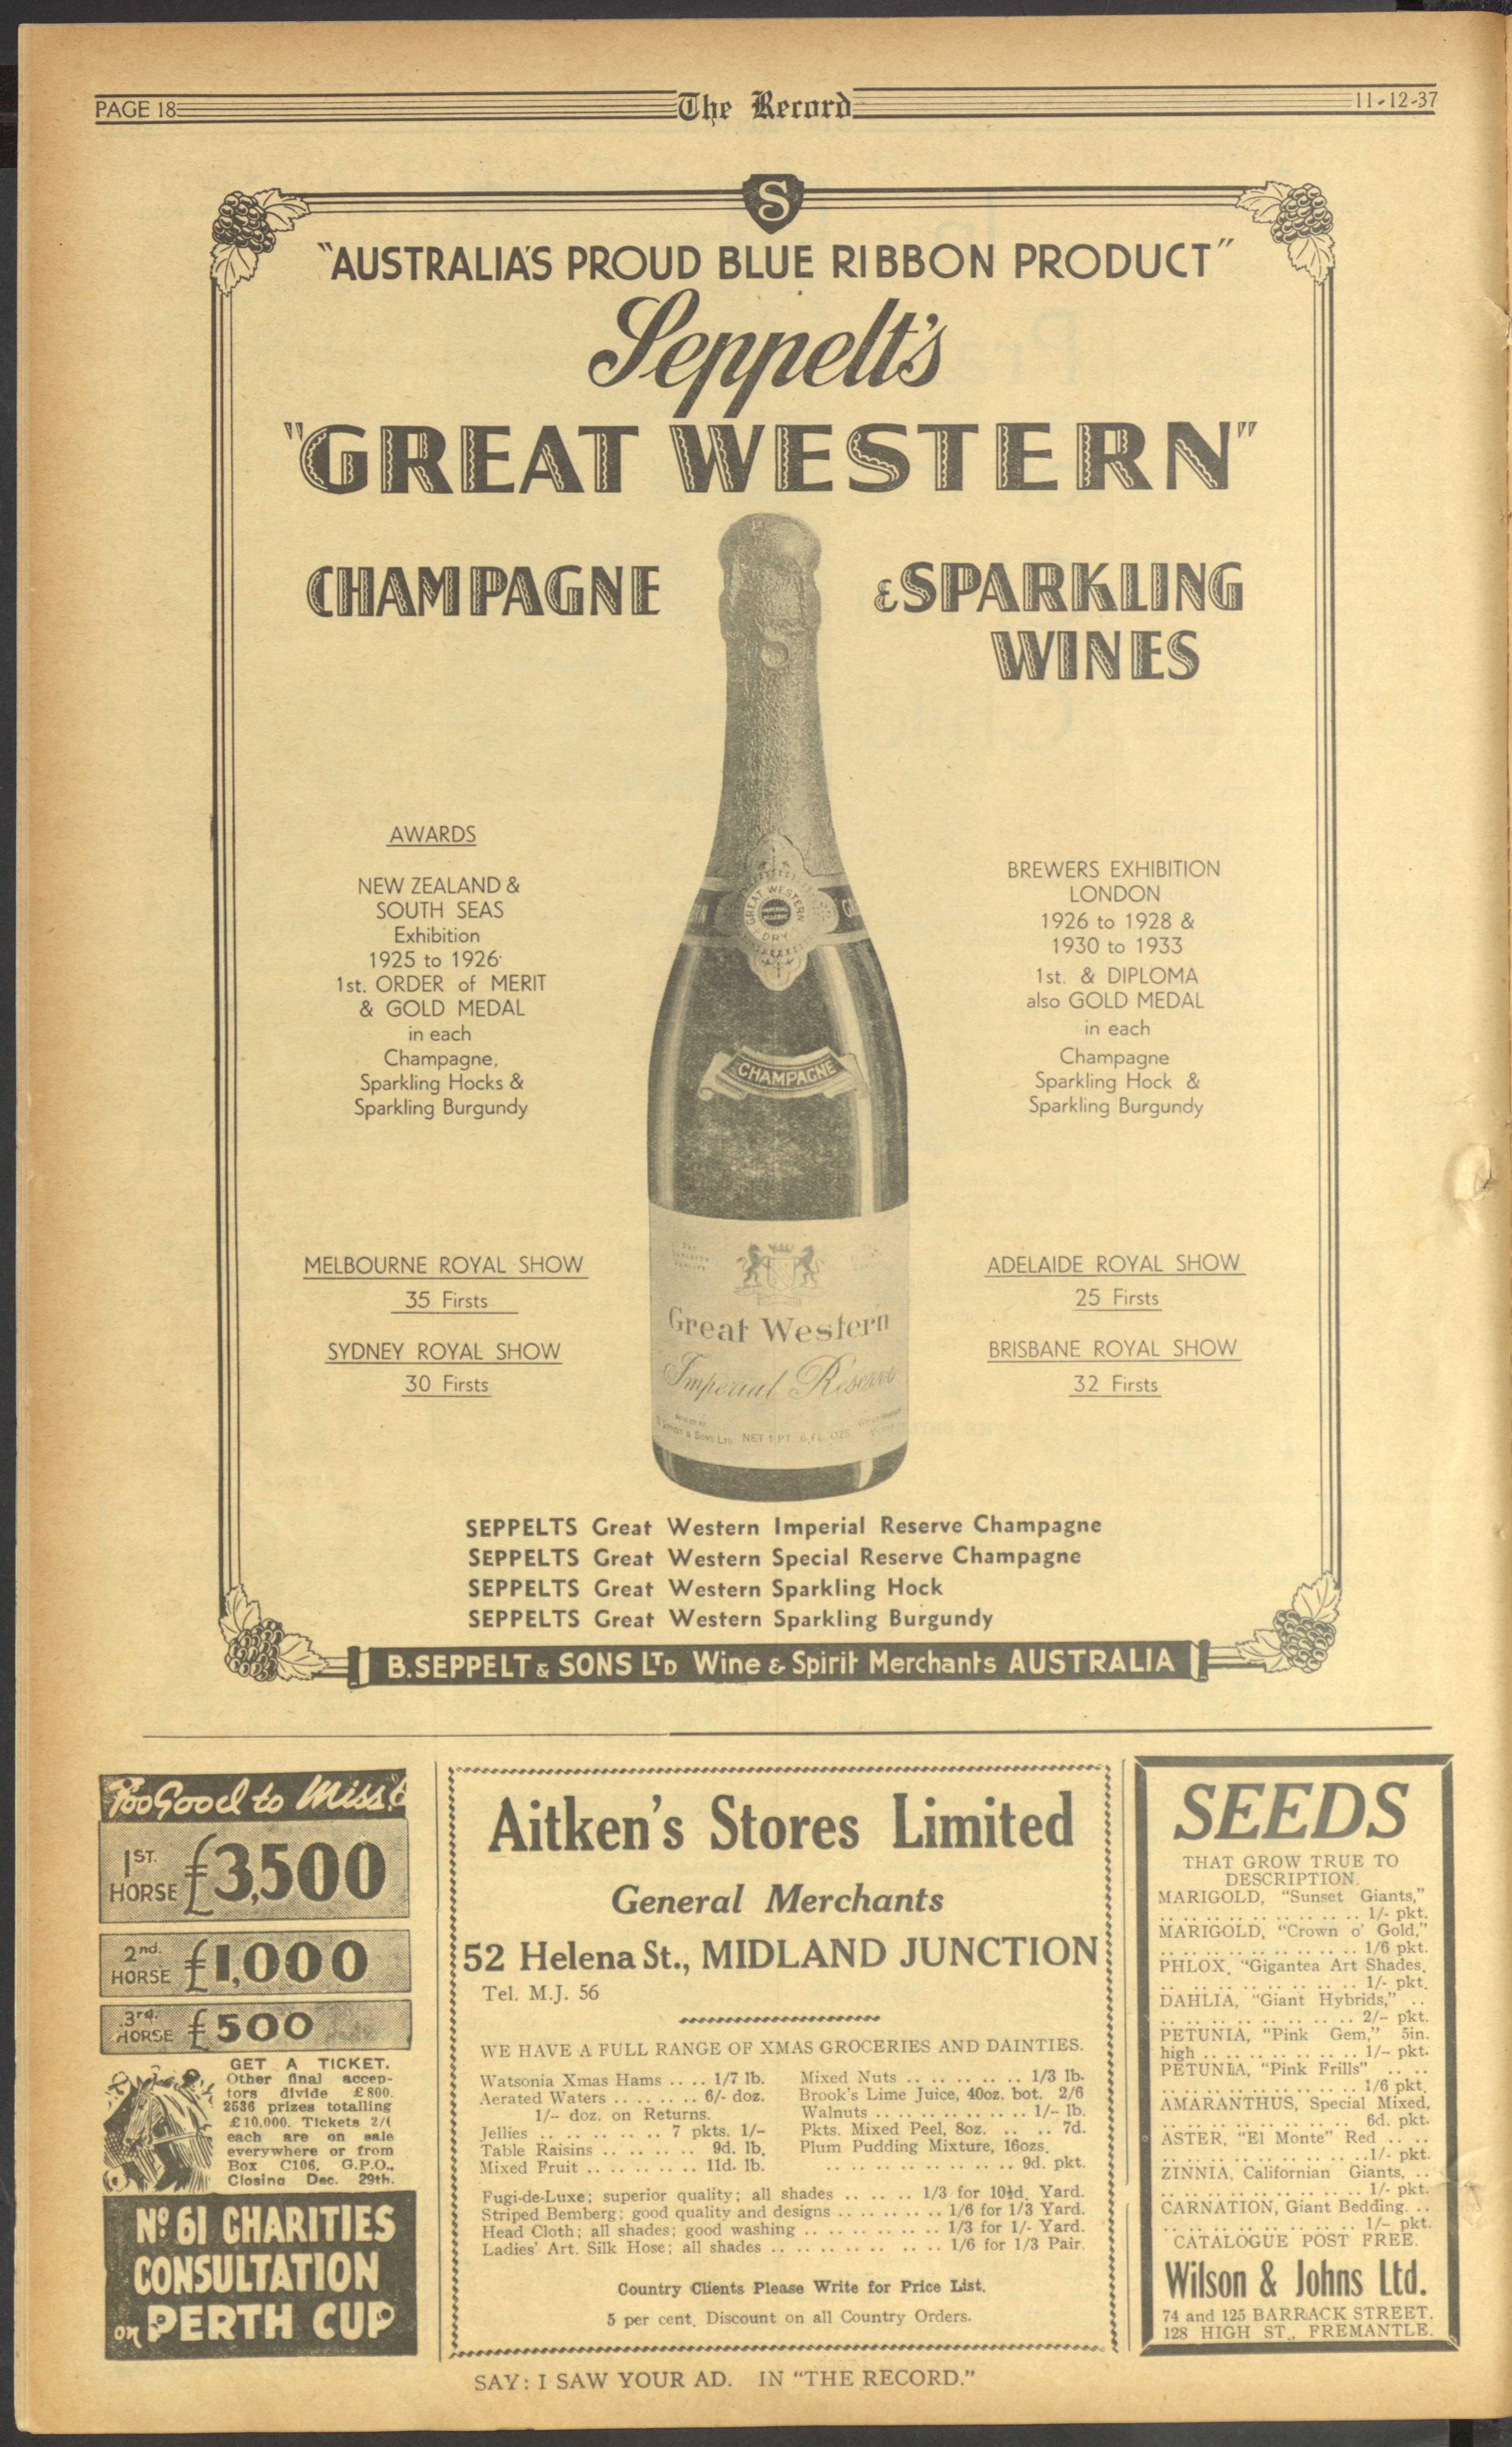 PAGE 18
The Record
11-12-37
S
"AUSTRALIA'S PROUD BLUE RIBBON PRODUCT"
Seppelt's
"GREAT WESTERN"
CHAMPAGNE
& SPARKLING
WINES
AWARDS
NEW ZEALAND &
SOUTH SEAS
Exhibition
1925 to 1926
1st. ORDER of MERIT
& GOLD MEDAL
in each
Champagne,
Sparkling Hocks &
Sparkling Burgundy
BREWERS EXHIBITION
LONDON
1926 to 1928 &
1930 to 1933
1st. & DIPLOMA
also GOLD MEDAL
in each
Champagne
Sparkling Hock &
Sparkling Burgundy
GREAT WESTERN
DRY
CHAMPAGNE
MELBOURNE ROYAL SHOW
35 Firsts
SYDNEY ROYAL SHOW
30 Firsts
ADELAIDE ROYAL SHOW
25 Firsts
BRISBANE ROYAL SHOW
32 Firsts
Great Western
Imperial Reserve
& Sons Ltd. NET 1 PT. 6 FL. OZS.
SEPPELTS Great Western Imperial Reserve Champagne
SEPPELTS Great Western Special Reserve Champagne
SEPPELTS Great Western Sparkling Hock
SEPPELTS Great Western Sparkling Burgundy
B. SEPPELT & SONS LTD Wine & Spirit Merchants AUSTRALIA
Too Good to Miss!
1ST. HORSE £3,500
2nd. HORSE £1,000
3rd. HORSE £500
GET A TICKET.
Other final accep-
tors divide £800.
2536 prizes totalling
£10,000. Tickets 2/
each are on sale
everywhere or from
Box C106, G.P.O.,
Closing Dec. 29th.
No 61 CHARITIES
CONSULTATION
on PERTH CUP
Aitken's Stores Limited
General Merchants
52 Helena St., MIDLAND JUNCTION
Tel. M.J. 56
WE HAVE A FULL RANGE OF XMAS GROCERIES AND DAINTIES.
Watsonia Xmas Hams .. .. 1/7 lb.
Aerated Waters .. .. .. .. 6/- doz.
1/- doz. on Returns.
Jellies .. .. .. .. .. 7 pkts. 1/-
Table Raisins .. .. .. .. 9d. lb.
Mixed Fruit .. .. .. .. .. 11d. lb.
Mixed Nuts .. .. .. .. .. 1/3 lb.
Brook's Lime Juice, 40oz. bot. 2/6
Walnuts .. .. .. .. .. .. .. 1/- lb.
Pkts. Mixed Peel, 8oz. .. .. 7d.
Plum Pudding Mixture, 16ozs.
.. .. .. .. .. .. .. .. 9d. pkt.
Fugi-de-Luxe; superior quality; all shades .. .. .. 1/3 for 10½d. Yard.
Striped Bemberg; good quality and designs .. .. .. .. .. 1/6 for 1/3 Yard.
Head Cloth; all shades; good washing .. .. .. .. .. .. 1/3 for 1/- Yard.
Ladies' Art. Silk Hose; all shades .. .. .. .. .. .. .. 1/6 for 1/3 Pair.
Country Clients Please Write for Price List.
5 per cent. Discount on all Country Orders.
SEEDS
THAT GROW TRUE TO
DESCRIPTION.
MARIGOLD, "Sunset Giants,"
.. .. .. .. .. .. .. .. 1/- pkt.
MARIGOLD, "Crown o' Gold,"
.. .. .. .. .. .. .. .. 1/6 pkt.
PHLOX, "Gigantea Art Shades,
.. .. .. .. .. .. .. .. 1/- pkt.
DAHLIA, "Giant Hybrids," ..
.. .. .. .. .. .. .. .. 2/- pkt.
PETUNIA, "Pink Gem," 5in.
high .. .. .. .. .. .. .. 1/- pkt.
PETUNIA, "Pink Frills" .. ..
.. .. .. .. .. .. .. .. 1/6 pkt.
AMARANTHUS, Special Mixed,
.. .. .. .. .. .. .. .. 6d. pkt.
ASTER, "El Monte" Red .. ..
.. .. .. .. .. .. .. .. 1/- pkt.
ZINNIA, Californian Giants, ..
.. .. .. .. .. .. .. .. 1/- pkt.
CARNATION, Giant Bedding. ..
.. .. .. .. .. .. .. .. 1/- pkt.
CATALOGUE POST FREE.
Wilson & Johns Ltd.
74 and 125 BARRACK STREET.
128 HIGH ST., FREMANTLE.
SAY: I SAW YOUR AD. IN "THE RECORD."